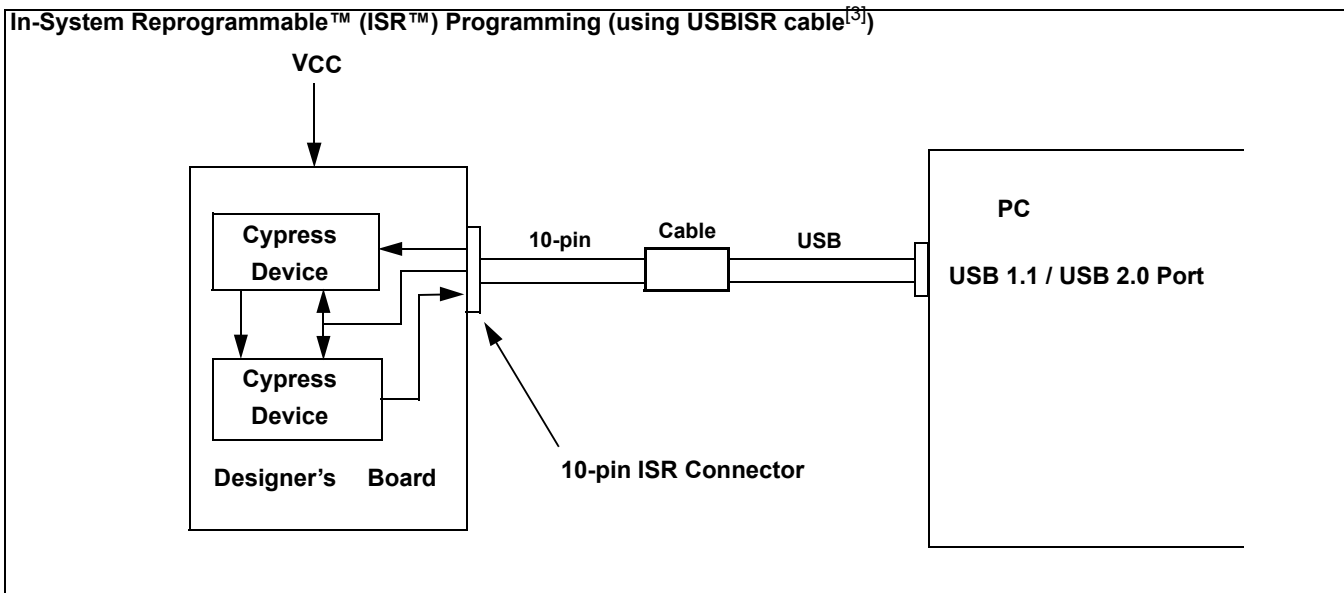 In-System Reprogrammable™ (ISR™) Programming (using USBISR cable[3])
VCC
Cypress
Device
Cypress
Device
Designer’s Board
10-pin
Cable
USB
10-pin ISR Connector
PC
USB 1.1 / USB 2.0 Port